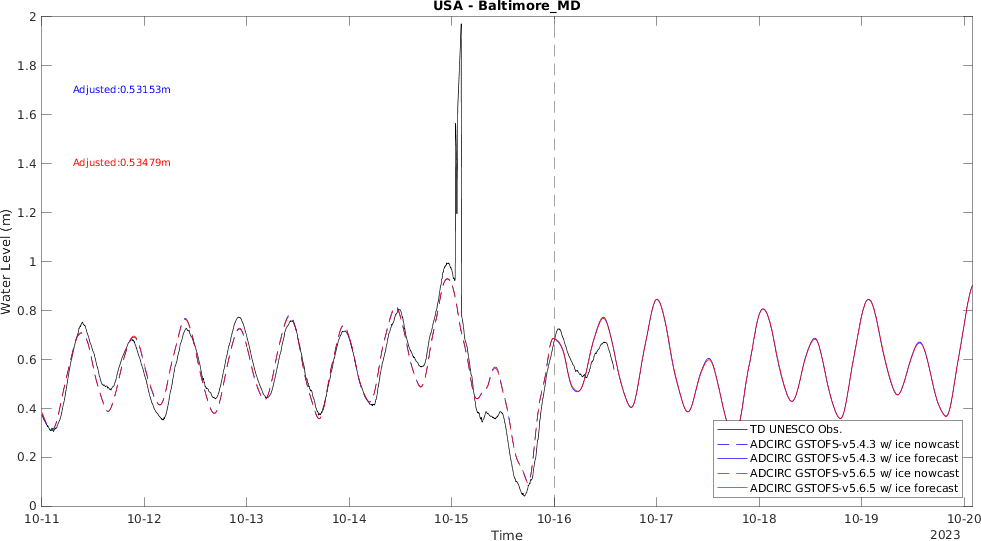 USA - Baltimore_MD
2
1.8
1.6
1.4
1.2
1
0.8
0.6
0.4
0.2
0
Water Level (m)
Adjusted:0.53153m
Adjusted:0.53479m
TD UNESCO Obs.
ADCIRC GSTOFS-v5.4.3 w/ ice nowcast
ADCIRC GSTOFS-v5.4.3 w/ ice forecast
ADCIRC GSTOFS-v5.6.5 w/ ice nowcast
ADCIRC GSTOFS-v5.6.5 w/ ice forecast
10-11 10-12 10-13 10-14 10-15 10-16 10-17 10-18 10-19 10-20
Time
2023